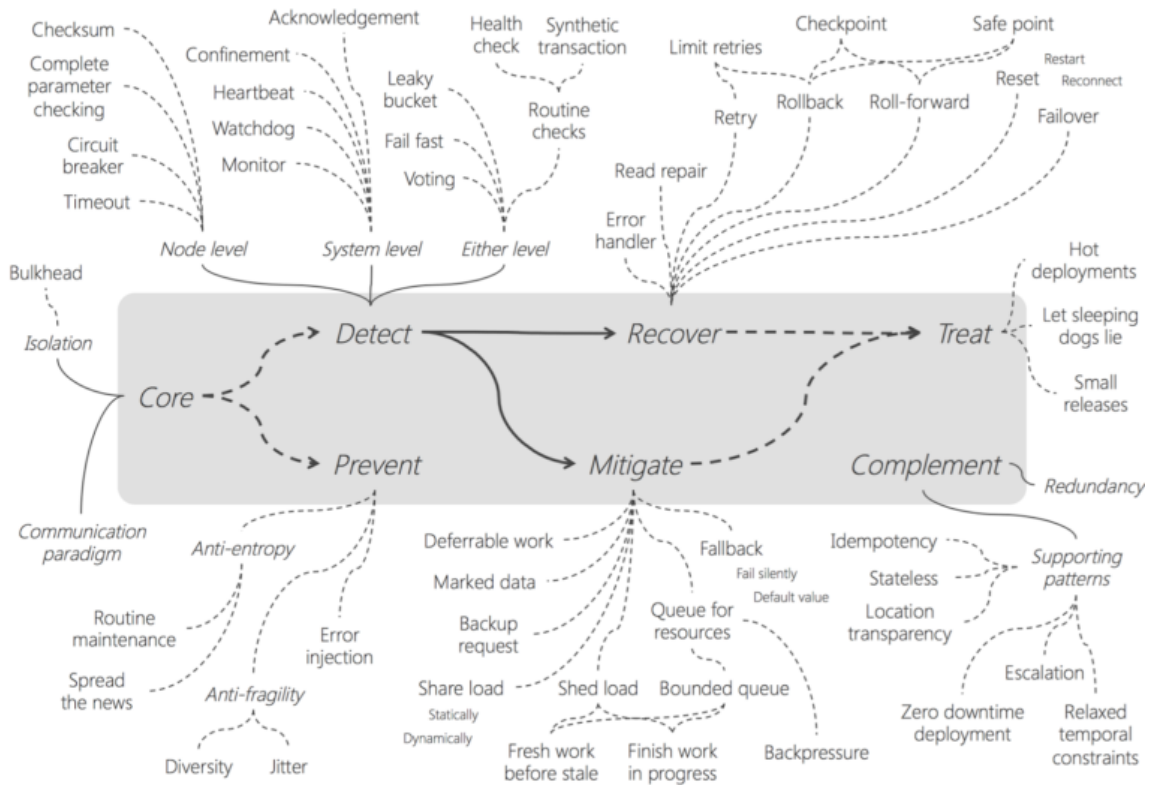 Checksum
Complete
parameter
checking
Circuit
breaker
Timeout
Node level
Acknowledgement
Confinement
Heartbeat
Watchdog
Monitor
System level
Leaky
bucket
Fail fast
Voting
Health
check
Synthetic
transaction
Routine
checks
Either level
Limit retries
Retry
Checkpoint
Safe point
Rollback
Roll-forward
Reset
Restart
Reconnect
Failover
Read repair
Error
handler
Bulkhead
Isolation
Communication
paradigm
Core
Detect
Recover
Treat
Hot
deployments
Let sleeping
dogs lie
Small
releases
Prevent
Mitigate
Complement
Redundancy
Anti-entropy
Routine
maintenance
Spread
the news
Anti-fragility
Diversity
Jitter
Error
injection
Deferrable work
Marked data
Backup
request
Share load
Statically
Dynamically
Shed load
Fallback
Fail silently
Default value
Queue for
resources
Bounded queue
Fresh work
before stale
Finish work
in progress
Backpressure
Idempotency
Stateless
Location
transparency
Supporting
patterns
Escalation
Zero downtime
deployment
Relaxed
temporal
constraints